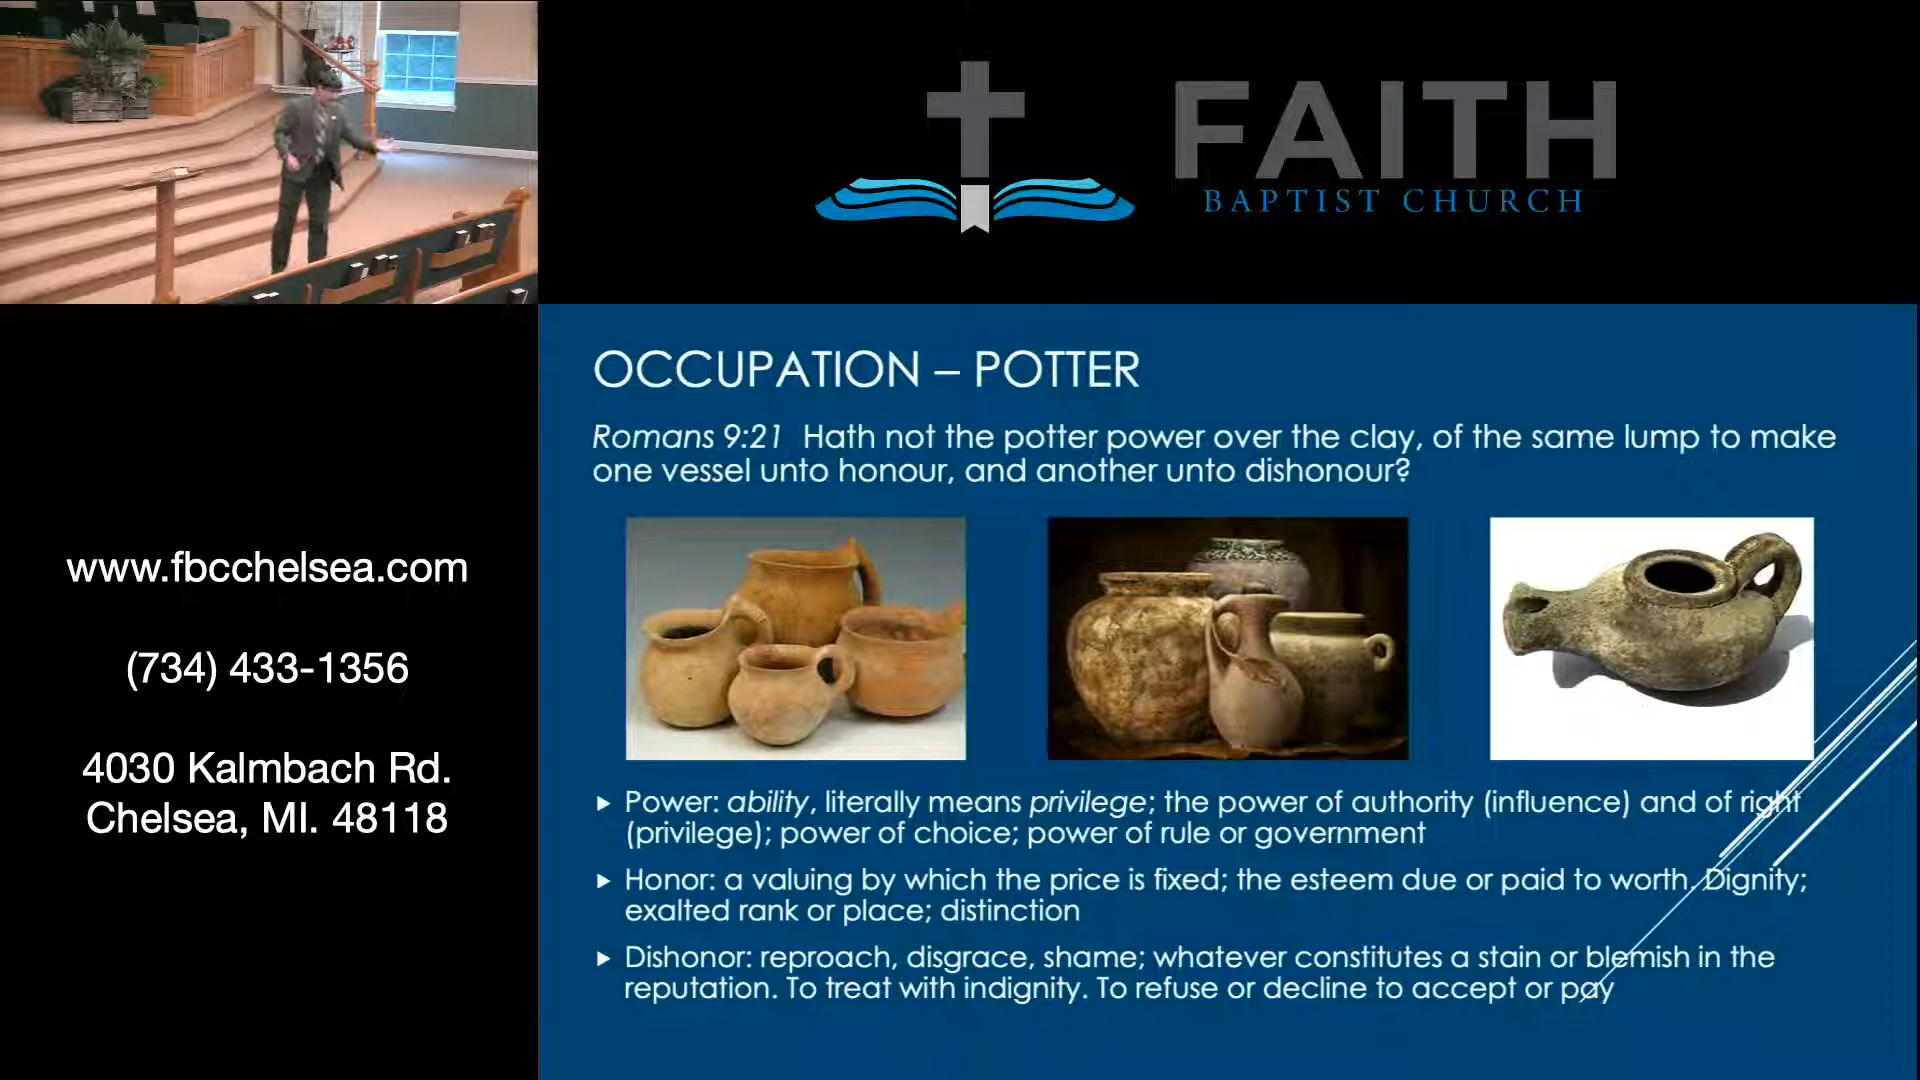 FAITH
BAPTIST CHURCH
OCCUPATION – POTTER
Romans 9:21 Hath not the potter power over the clay, of the same lump to make
one vessel unto honour, and another unto dishonour?
www.fbcchelsea.com
(734) 433-1356
4030 Kalmbach Rd.
Chelsea, MI. 48118
▸ Power: ability, literally means privilege; the power of authority (influence) and of right
(privilege); power of choice; power of rule or government
▸ Honor: a valuing by which the price is fixed; the esteem due or paid to worth. Dignity;
exalted rank or place; distinction
▸ Dishonor: reproach, disgrace, shame; whatever constitutes a stain or blemish in the
reputation. To treat with indignity. To refuse or decline to accept or pay